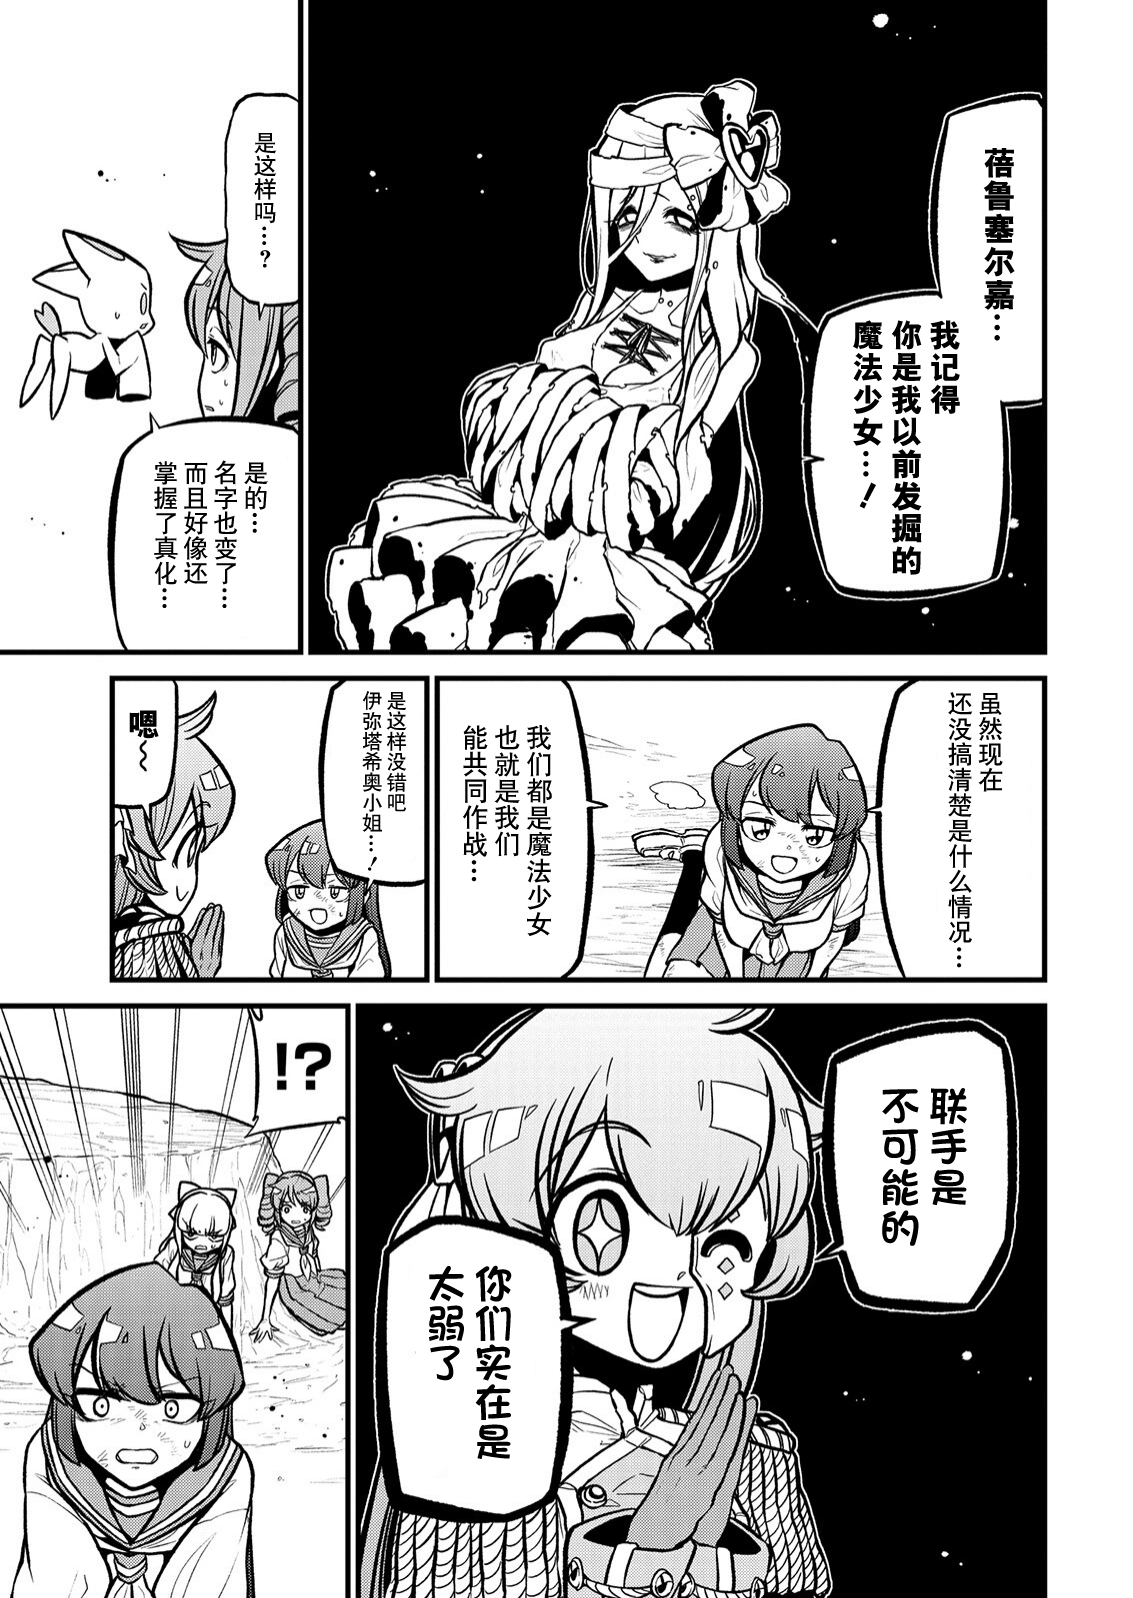 蓓鲁塞尔嘉…
我记得
你是我以前发掘的
魔法少女…！
是这样吗…？
是的…
名字也变了…
而且好像还
掌握了真化…
虽然现在
还没搞清楚是什么情况…
我们都是魔法少女
也就是我们
能共同作战…
是这样没错吧
伊弥塔希奥小姐…！
嗯～
联手是
不可能的
你们实在是
太弱了
!?